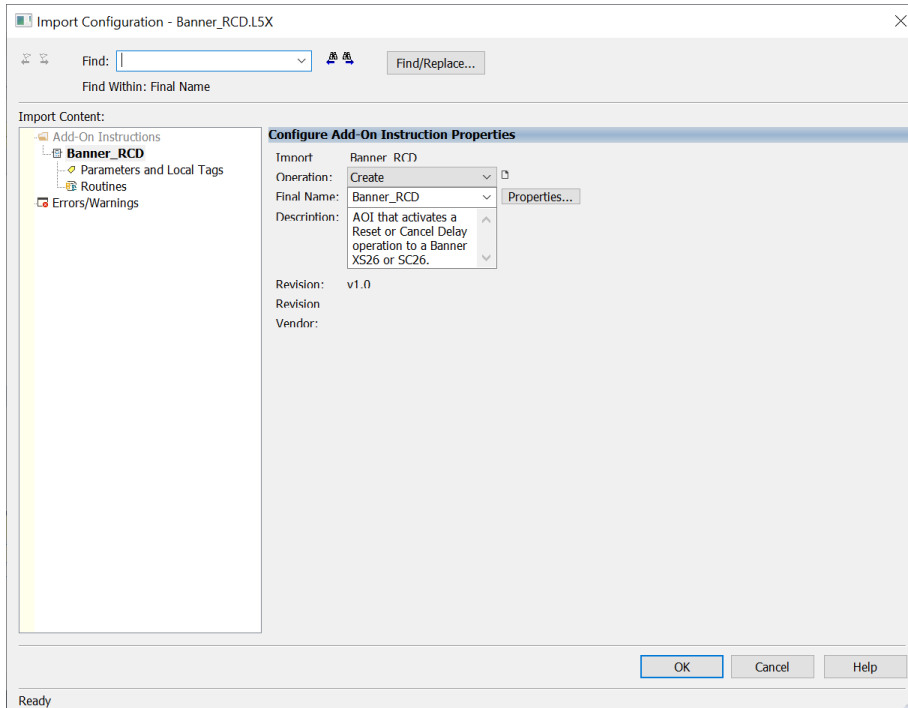 Import Configuration - Banner_RCD.L5X
Find:
Find/Replace...
Find Within: Final Name
Import Content:
Add-On Instructions
Banner_RCD
Parameters and Local Tags
Routines
Errors/Warnings
Configure Add-On Instruction Properties
Import Banner_RCD
Operation: Create
Final Name: Banner_RCD Properties...
Description: AOI that activates a
Reset or Cancel Delay
operation to a Banner
XS26 or SC26.
Revision: v1.0
Revision
Vendor:
OK Cancel Help
Ready